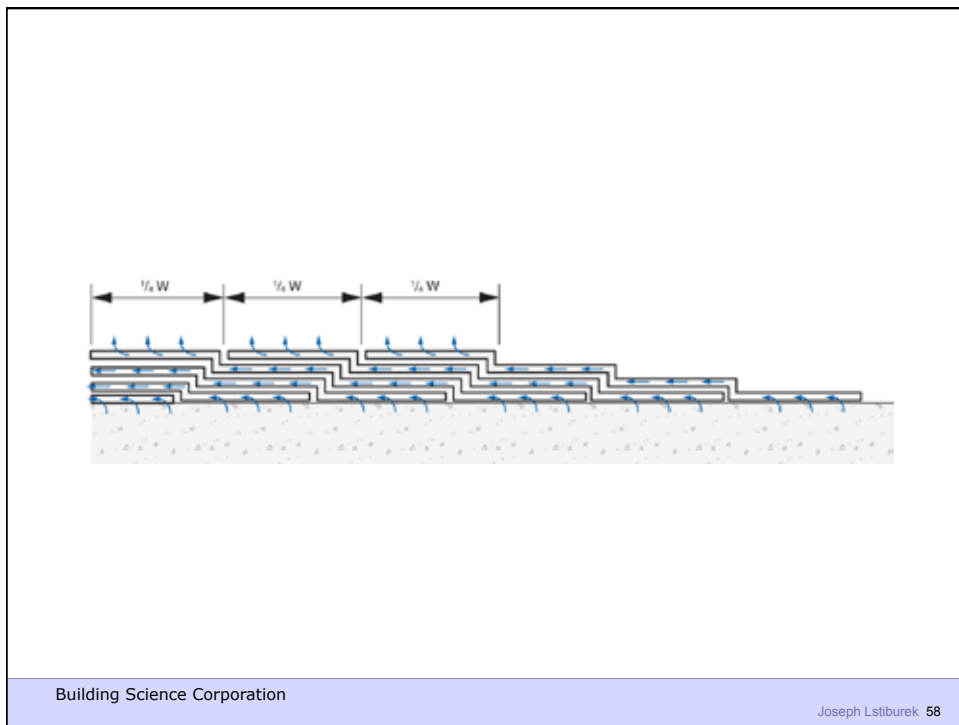 ¼ W ¼ W ¼ W
Building Science Corporation
Joseph Lstiburek 58